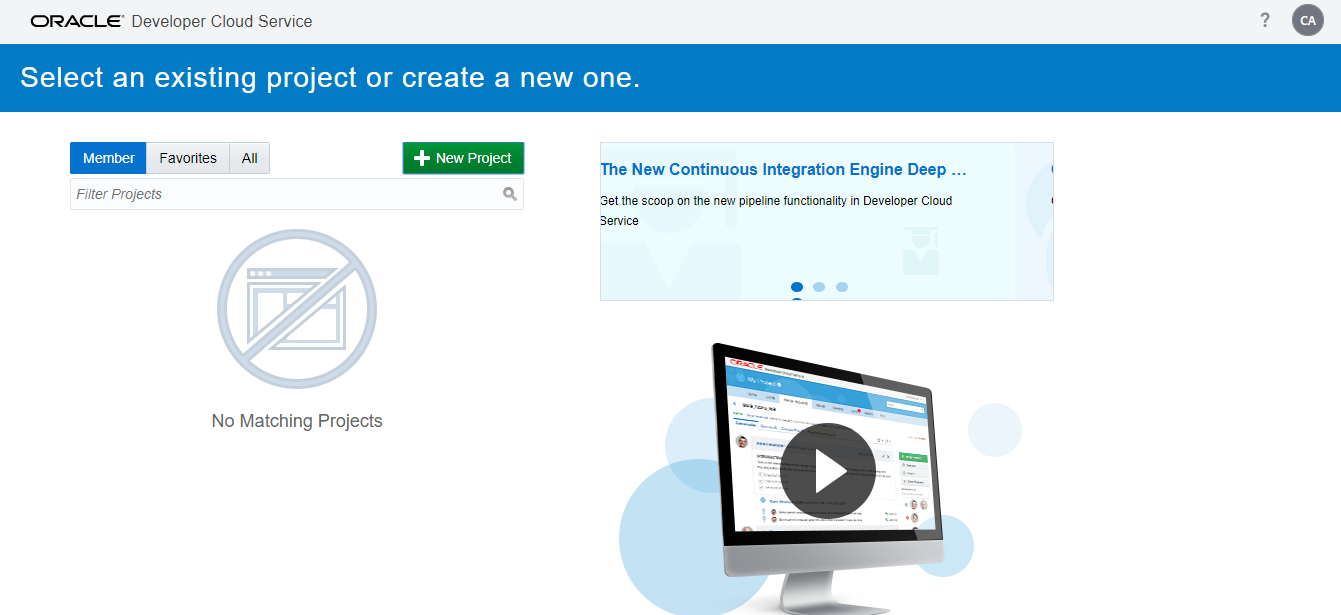 ORACLE Developer Cloud Service
? CA
Select an existing project or create a new one.
Member Favorites All
New Project
Filter Projects
No Matching Projects
The New Continuous Integration Engine Deep …
Get the scoop on the new pipeline functionality in Developer Cloud
Service
ORACLE